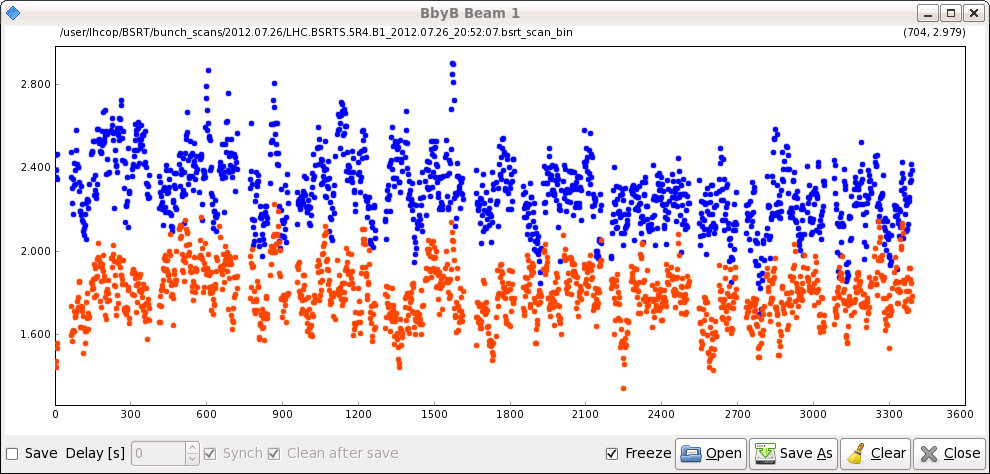 BbyB Beam 1
/user/lhcop/BSRT/bunch_scans/2012.07.26/LHC.BSRTS.5R4.B1_2012.07.26_20:52:07.bsrt_scan_bin (704, 2.979)
2.800
2.400
2.000
1.600
0 300 600 900 1200 1500 1800 2100 2400 2700 3000 3300 3600
Save Delay [s] 0 Synch Clean after save Freeze Open Save As Clear Close